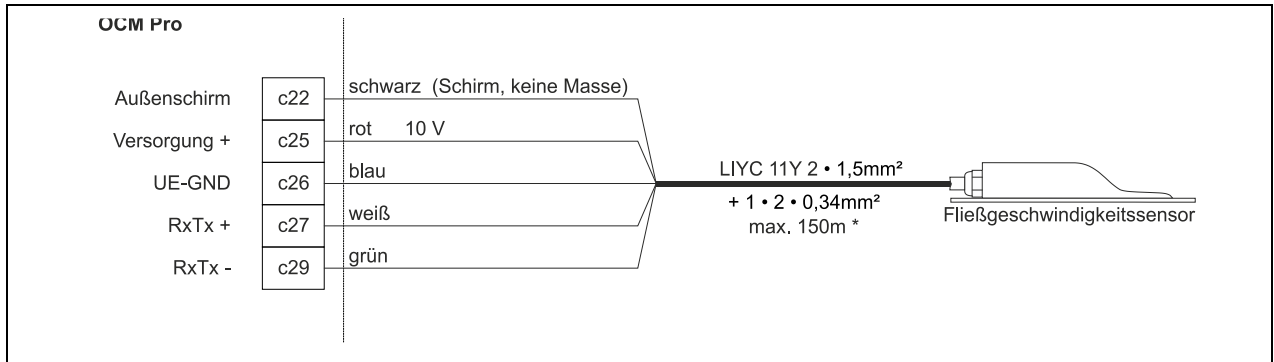 OCM Pro
Außenschirm c22 schwarz (Schirm, keine Masse)
Versorgung + c25 rot 10 V
UE-GND c26 blau
RxTx + c27 weiß
RxTx - c29 grün
LIYC 11Y 2 • 1,5mm²
+ 1 • 2 • 0,34mm²
max. 150m *
Fließgeschwindigkeitssensor